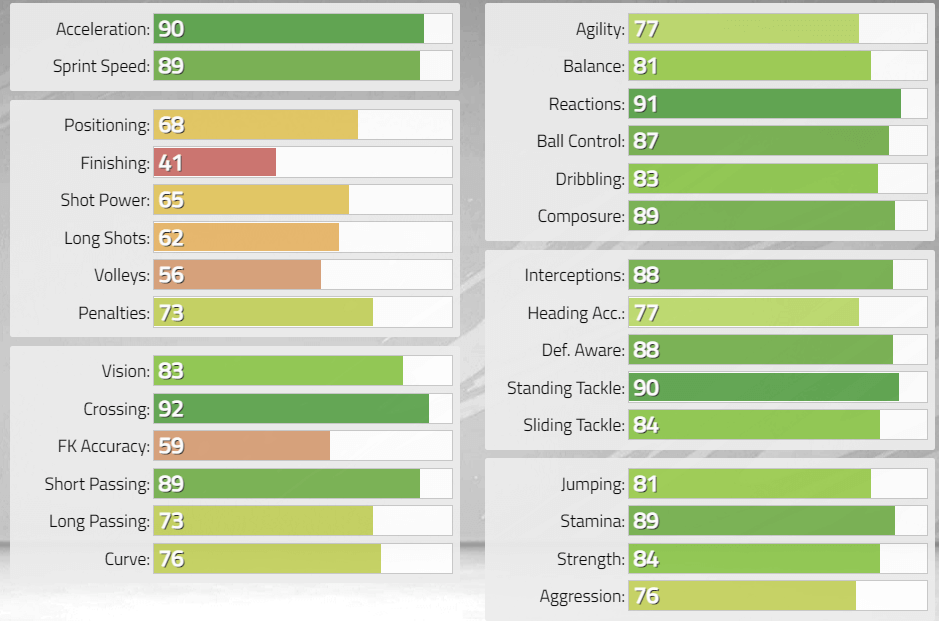 Acceleration: 90
Sprint Speed: 89
Positioning: 68
Finishing: 41
Shot Power: 65
Long Shots: 62
Volleys: 56
Penalties: 73
Vision: 83
Crossing: 92
FK Accuracy: 59
Short Passing: 89
Long Passing: 73
Curve: 76
Agility: 77
Balance: 81
Reactions: 91
Ball Control: 87
Dribbling: 83
Composure: 89
Interceptions: 88
Heading Acc.: 77
Def. Aware: 88
Standing Tackle: 90
Sliding Tackle: 84
Jumping: 81
Stamina: 89
Strength: 84
Aggression: 76